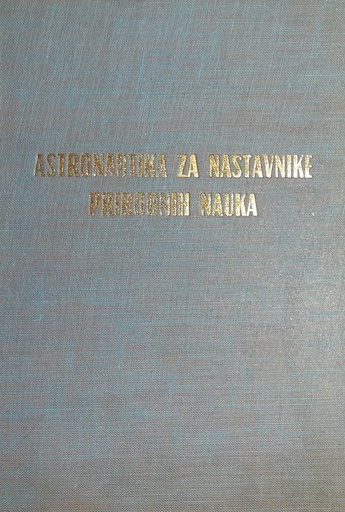 ASTRONAUTIKA ZA NASTAVNIKE
PRIRODNIH NAUKA